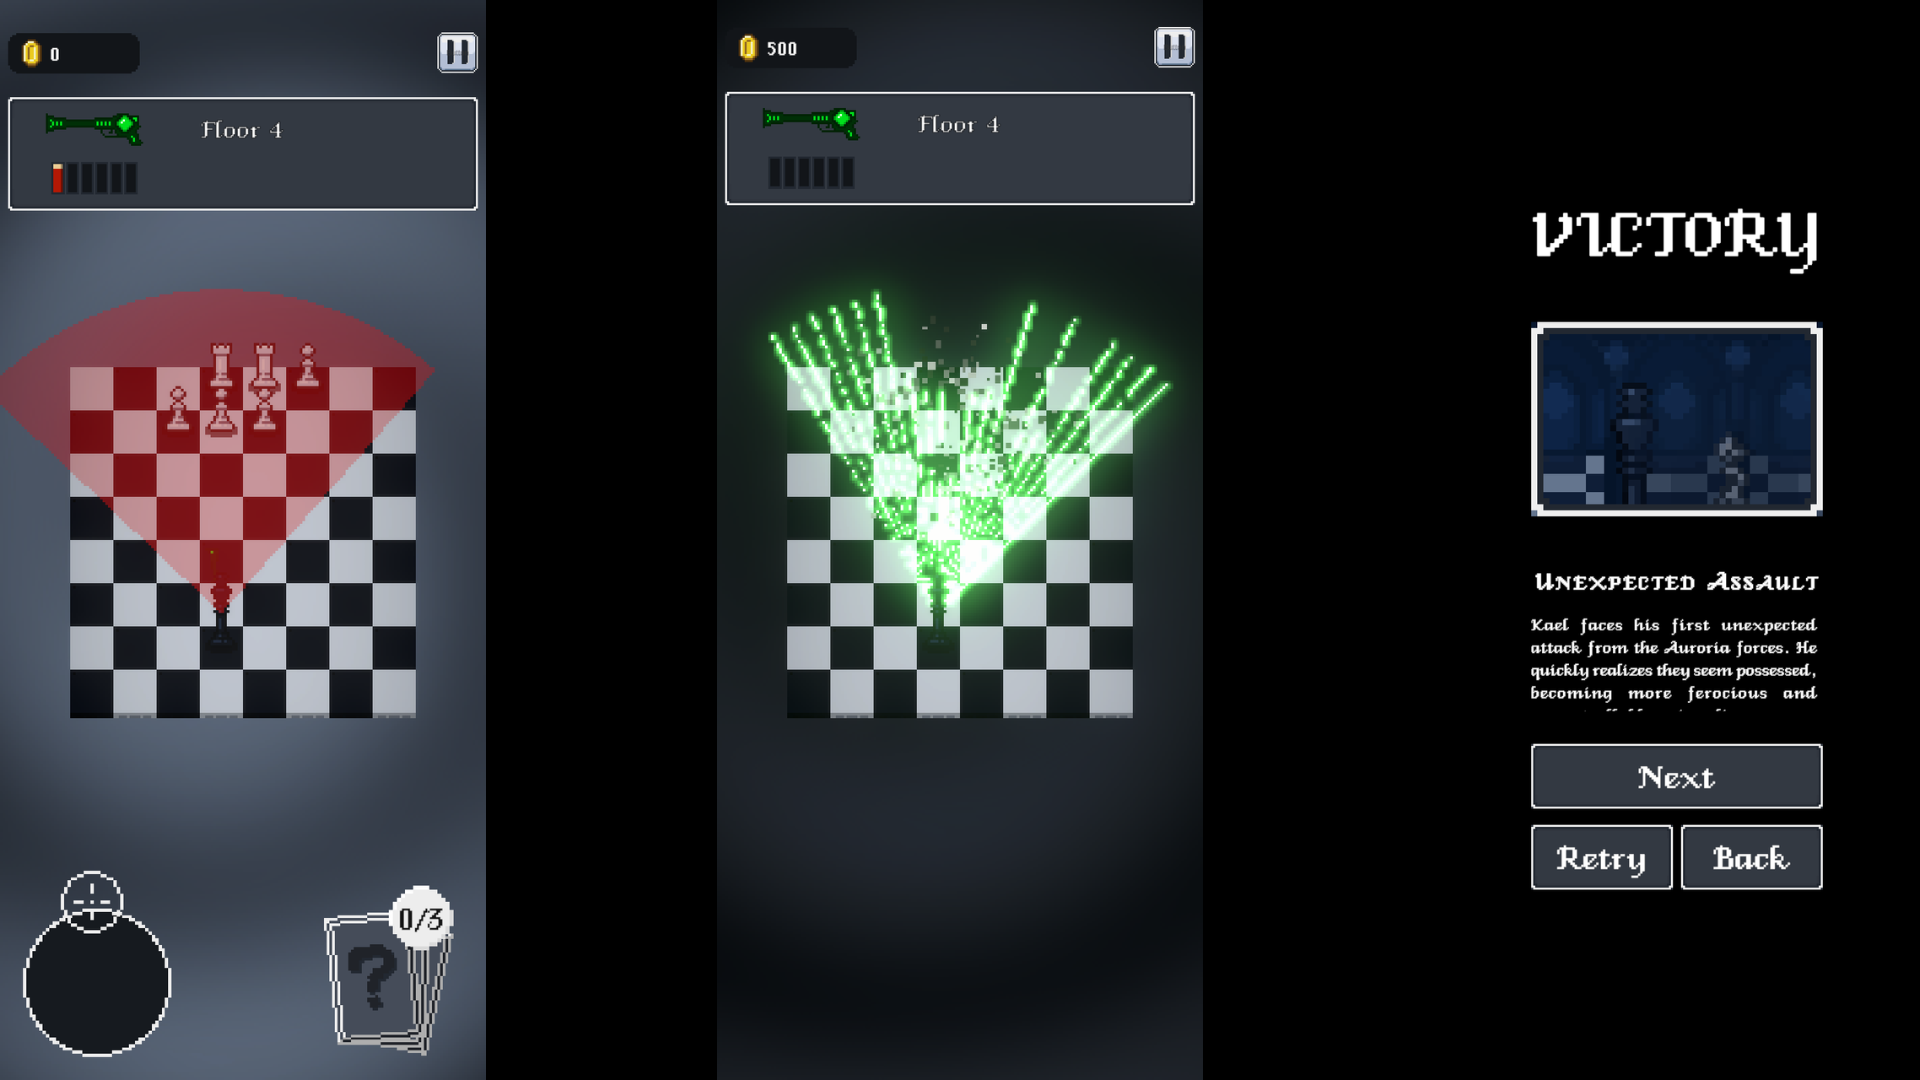 0
Floor 4
0/3
?
500
Floor 4
VICTORY
UNEXPECTED ASSAULT
Kael faces his first unexpected
attack from the Auroria forces. He
quickly realizes they seem possessed,
becoming more ferocious and
Next
Retry
Back